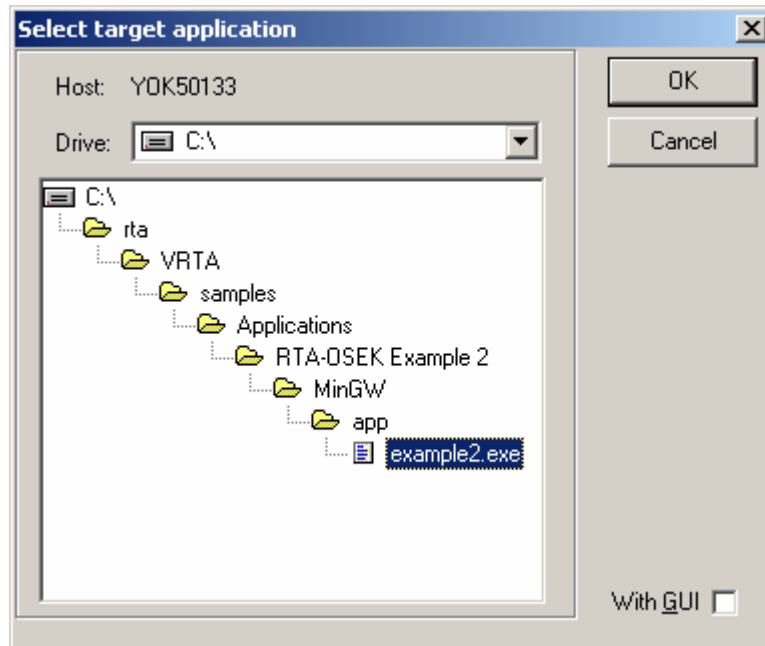 Select target application
Host: YOK50133
OK
Drive: C:\
Cancel
C:\
rta
VRTA
samples
Applications
RTA-OSEK Example 2
MinGW
app
example2.exe
With GUI